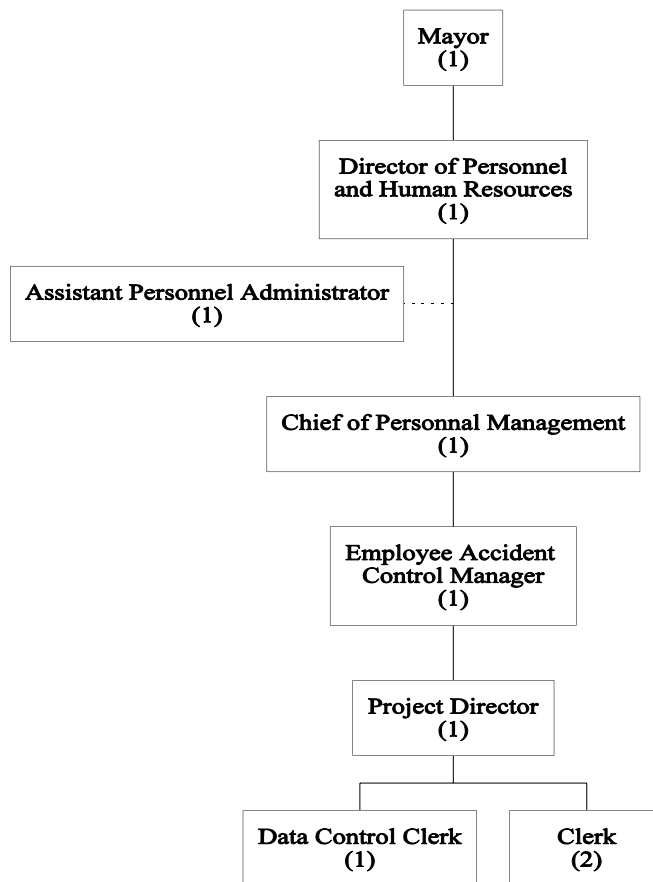 Mayor
(1)
Director of Personnel
and Human Resources
(1)
Assistant Personnel Administrator
(1)
Chief of Personnal Management
(1)
Employee Accident
Control Manager
(1)
Project Director
(1)
Data Control Clerk
(1)
Clerk
(2)